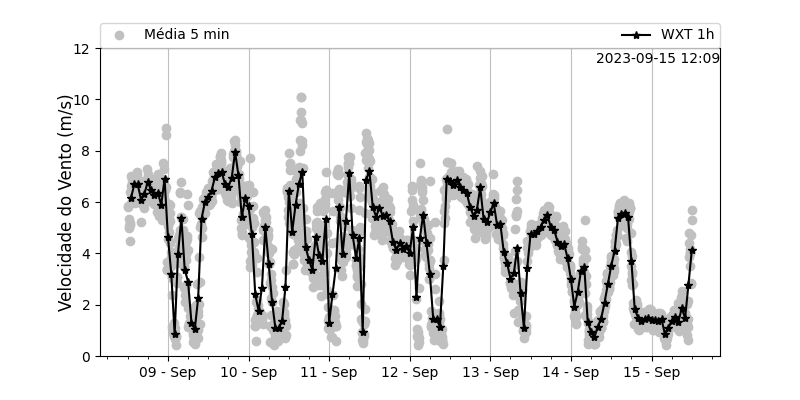 Média 5 min
WXT 1h
2023-09-15 12:09
Velocidade do Vento (m/s)
12
10
8
6
4
2
0
09 - Sep
10 - Sep
11 - Sep
12 - Sep
13 - Sep
14 - Sep
15 - Sep